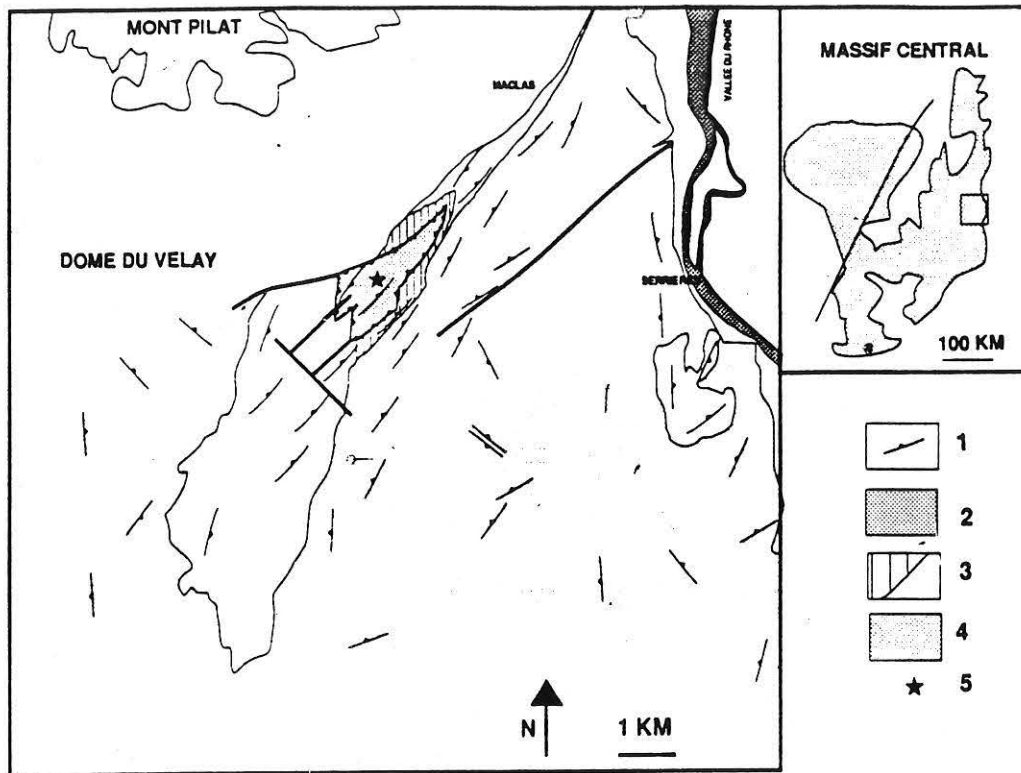 MONT PILAT
MACLAS
VALLEE DU RHONE
MASSIF CENTRAL
DOME DU VELAY
100 KM
1
2
3
4
5
N
1 KM